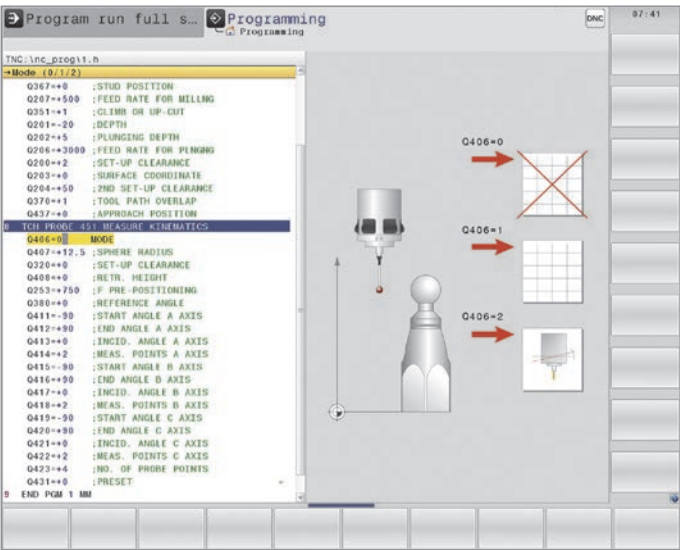 Program run full s...
Programming
Programming
DNC
07:41
TNC:\nc_prog\1.h
→Mode (0/1/2)
Q367=+0 ;STUD POSITION
Q207=+500 ;FEED RATE FOR MILLNG
Q351=+1 ;CLIMB OR UP-CUT
Q201=-20 ;DEPTH
Q202=+5 ;PLUNGING DEPTH
Q206=+3000 ;FEED RATE FOR PLNGNG
Q200=+2 ;SET-UP CLEARANCE
Q203=+0 ;SURFACE COORDINATE
Q204=+50 ;2ND SET-UP CLEARANCE
Q370=+1 ;TOOL PATH OVERLAP
Q437=+0 ;APPROACH POSITION
8 TCH PROBE 451 MEASURE KINEMATICS
Q406=0 MODE
Q407=+12.5 ;SPHERE RADIUS
Q320=+0 ;SET-UP CLEARANCE
Q408=+0 ;RETR. HEIGHT
Q253=+750 ;F PRE-POSITIONING
Q380=+0 ;REFERENCE ANGLE
Q411=-90 ;START ANGLE A AXIS
Q412=+90 ;END ANGLE A AXIS
Q413=+0 ;INCID. ANGLE A AXIS
Q414=+2 ;MEAS. POINTS A AXIS
Q415=-90 ;START ANGLE B AXIS
Q416=+90 ;END ANGLE B AXIS
Q417=+0 ;INCID. ANGLE B AXIS
Q418=+2 ;MEAS. POINTS B AXIS
Q419=-90 ;START ANGLE C AXIS
Q420=+90 ;END ANGLE C AXIS
Q421=+0 ;INCID. ANGLE C AXIS
Q422=+2 ;MEAS. POINTS C AXIS
Q423=+4 ;NO. OF PROBE POINTS
Q431=+0 ;PRESET
9 END PGM 1 MM
Q406=0
Q406=1
Q406=2